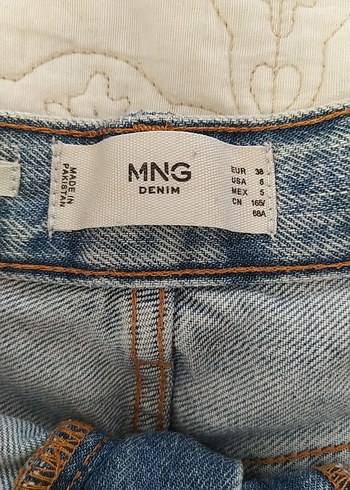 MADE IN
PAKISTAN
MNG
DENIM
EUR 38
USA 6
MEX 5
CN 165/
68A